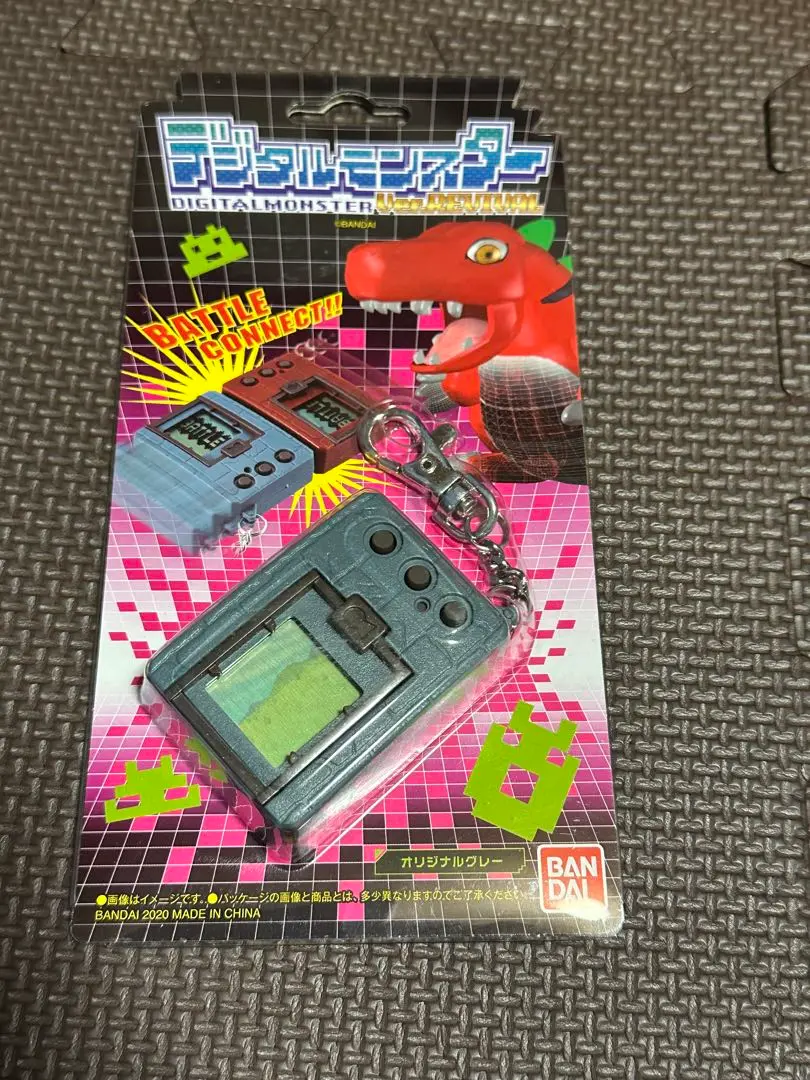 デジタルモンスター
DIGITALMONSTER Ver.REVIVAL
©BANDAI
BATTLE
CONNECT!!
BATTLE
オリジナルグレー
BAN
DAI
●画像はイメージです。●パッケージの画像と商品とは、多少異なりますのでご了承ください。
BANDAI 2020 MADE IN CHINA